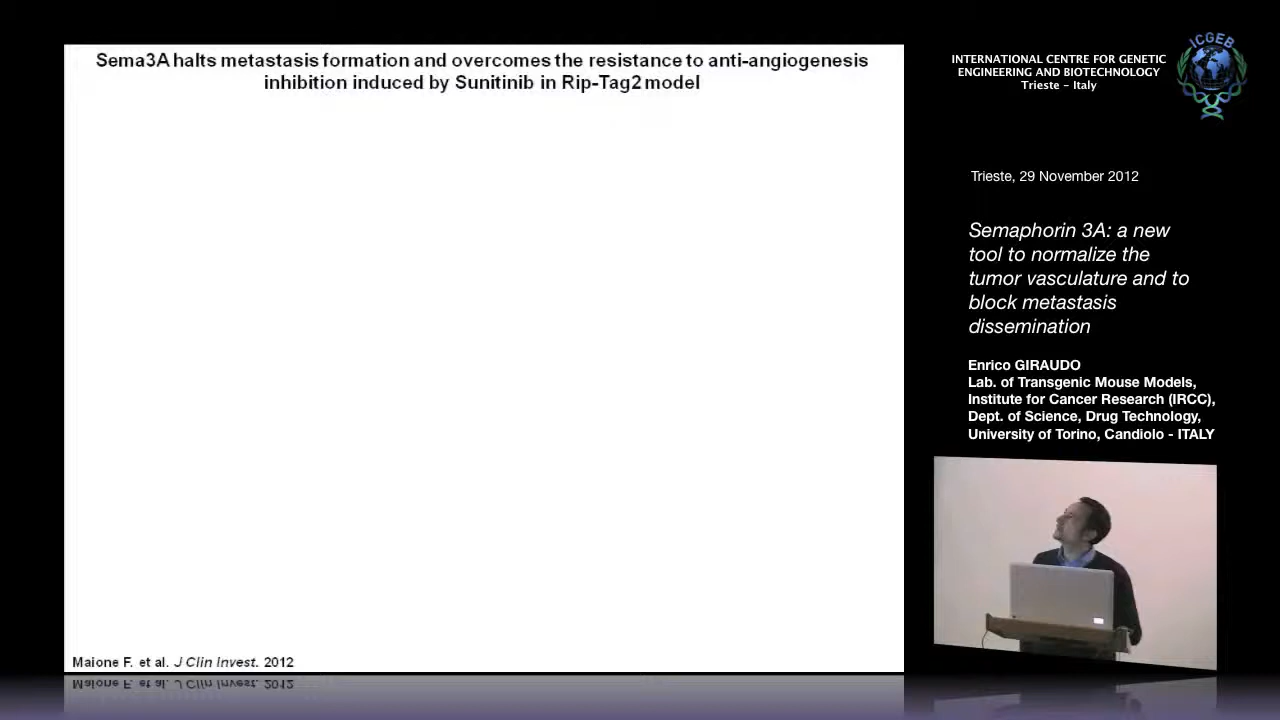 Sema3A halts metastasis formation and overcomes the resistance to anti-angiogenesis
inhibition induced by Sunitinib in Rip-Tag2 model
Maione F. et al. J Clin Invest. 2012
INTERNATIONAL CENTRE FOR GENETIC
ENGINEERING AND BIOTECHNOLOGY
Trieste – Italy
ICGEB
Trieste, 29 November 2012
Semaphorin 3A: a new
tool to normalize the
tumor vasculature and to
block metastasis
dissemination
Enrico GIRAUDO
Lab. of Transgenic Mouse Models,
Institute for Cancer Research (IRCC),
Dept. of Science, Drug Technology,
University of Torino, Candiolo - ITALY